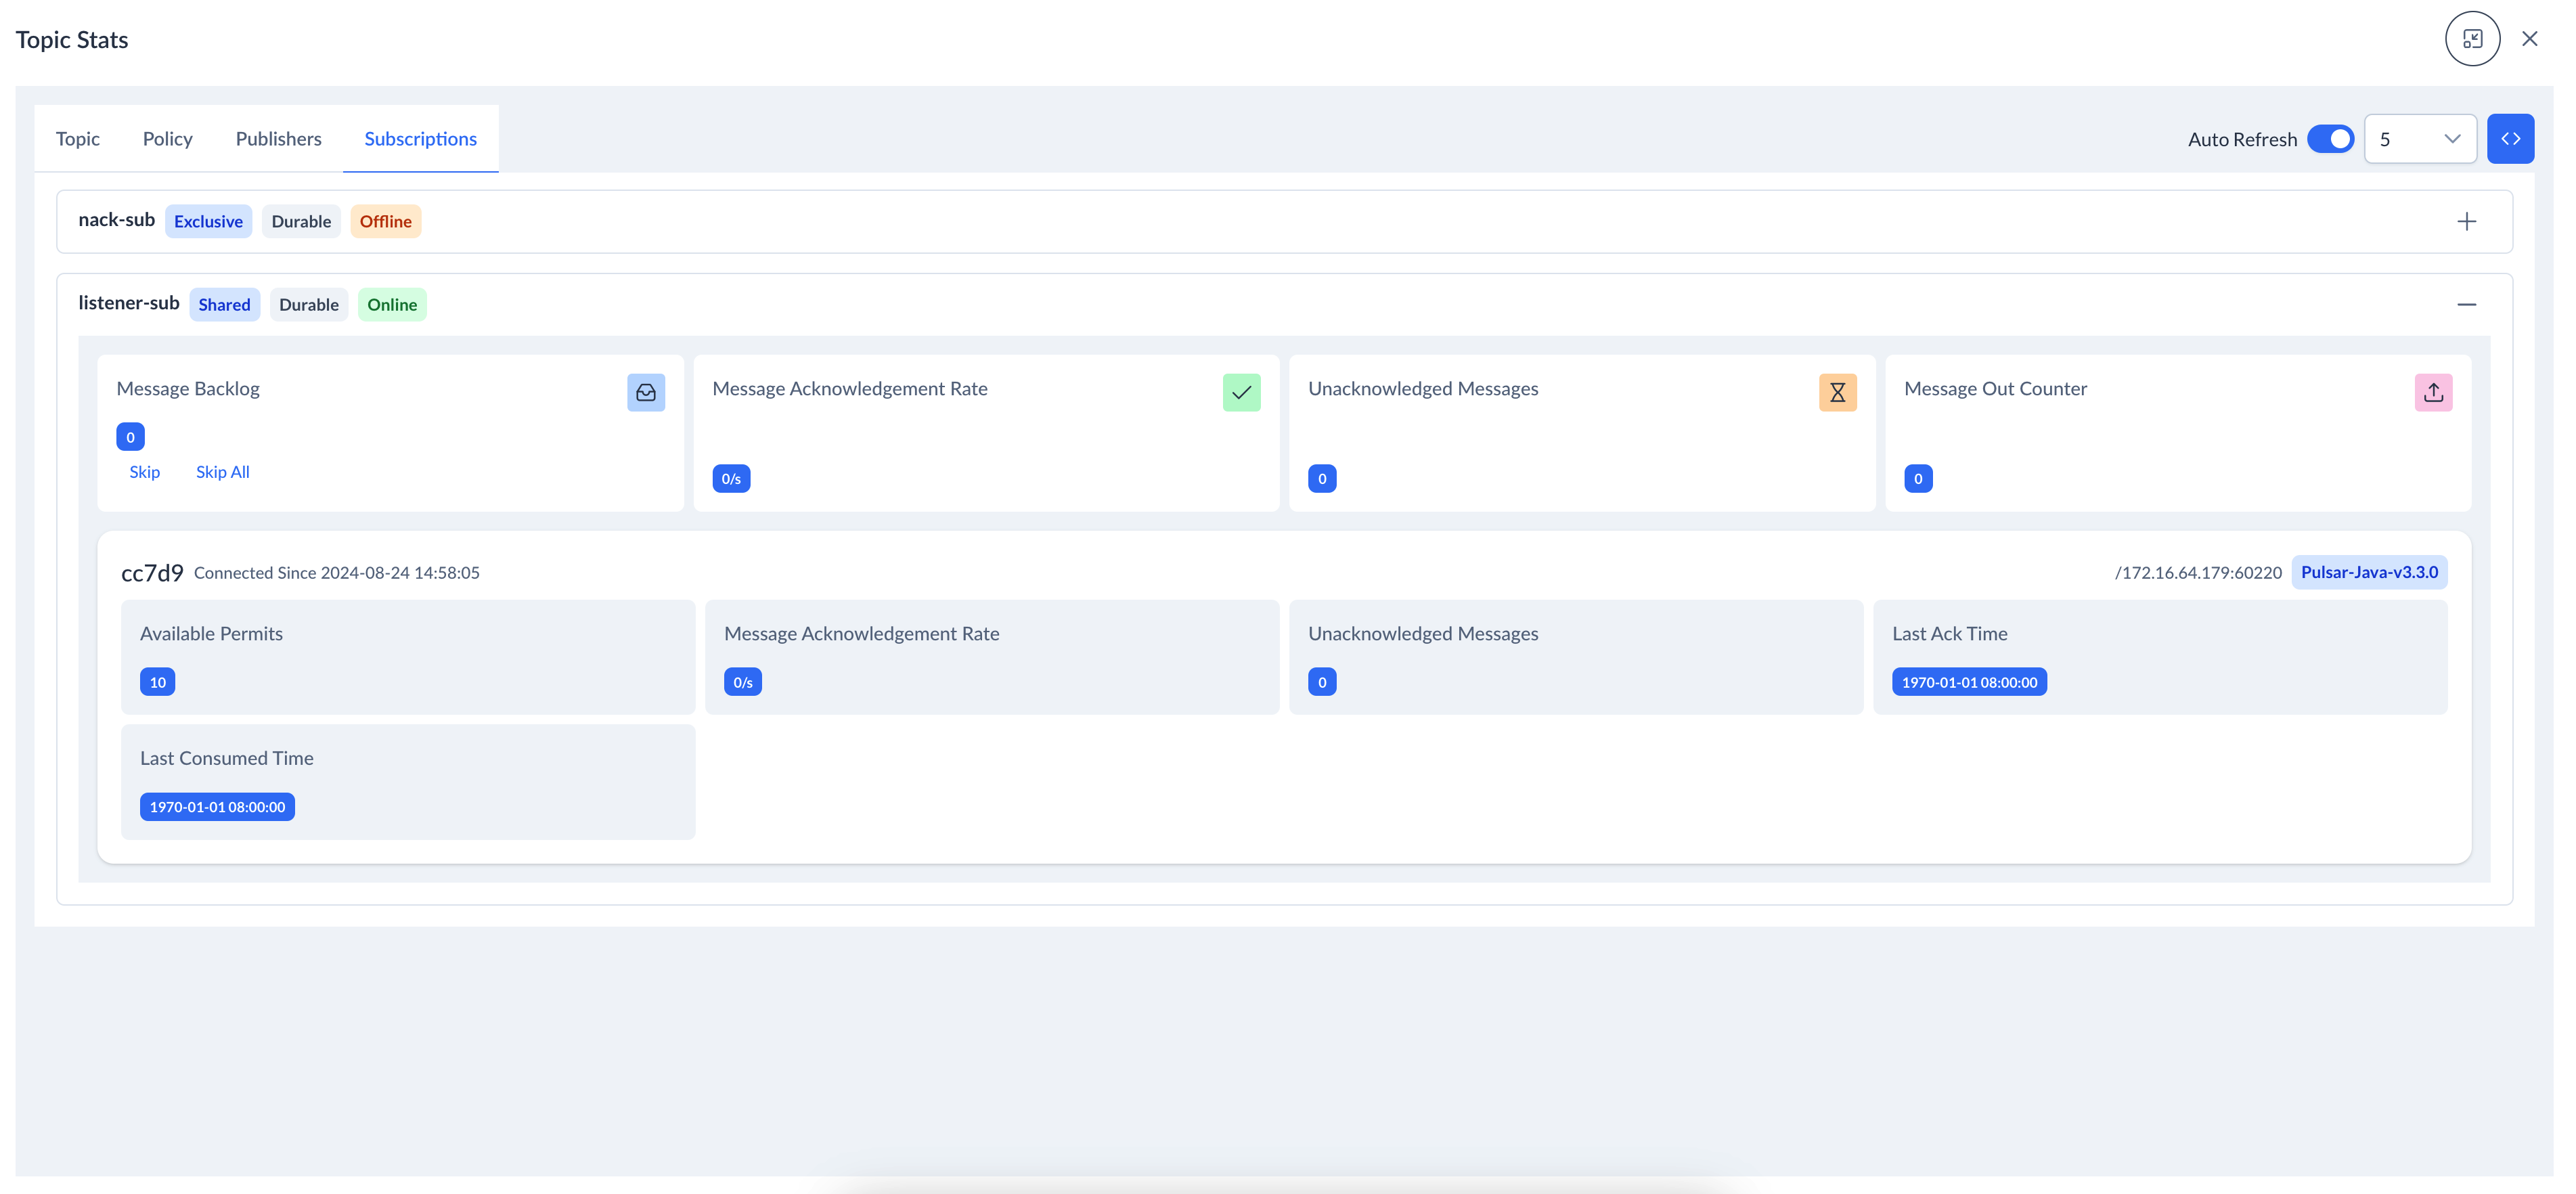 Topic Stats
Topic Policy Publishers Subscriptions Auto Refresh 5
nack-sub Exclusive Durable Offline
listener-sub Shared Durable Online
Message Backlog Message Acknowledgement Rate Unacknowledged Messages Message Out Counter
0
Skip Skip All
0/s 0 0
cc7d9 Connected Since 2024-08-24 14:58:05 /172.16.64.179:60220 Pulsar-Java-v3.3.0
Available Permits Message Acknowledgement Rate Unacknowledged Messages Last Ack Time
10 0/s 0 1970-01-01 08:00:00
Last Consumed Time
1970-01-01 08:00:00